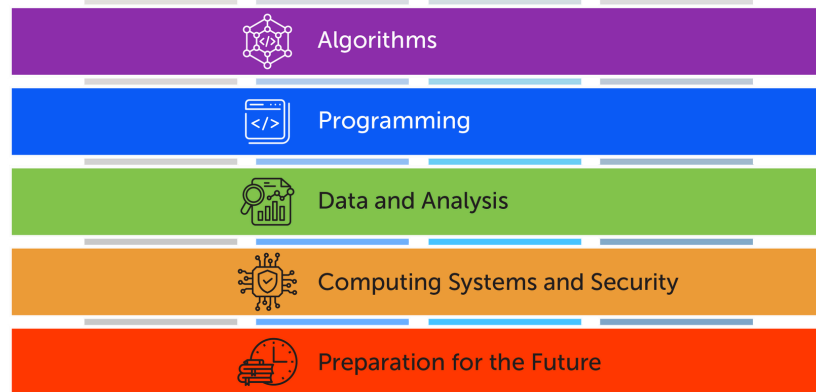 Algorithms
</>
Programming
Data and Analysis
Computing Systems and Security
Preparation for the Future